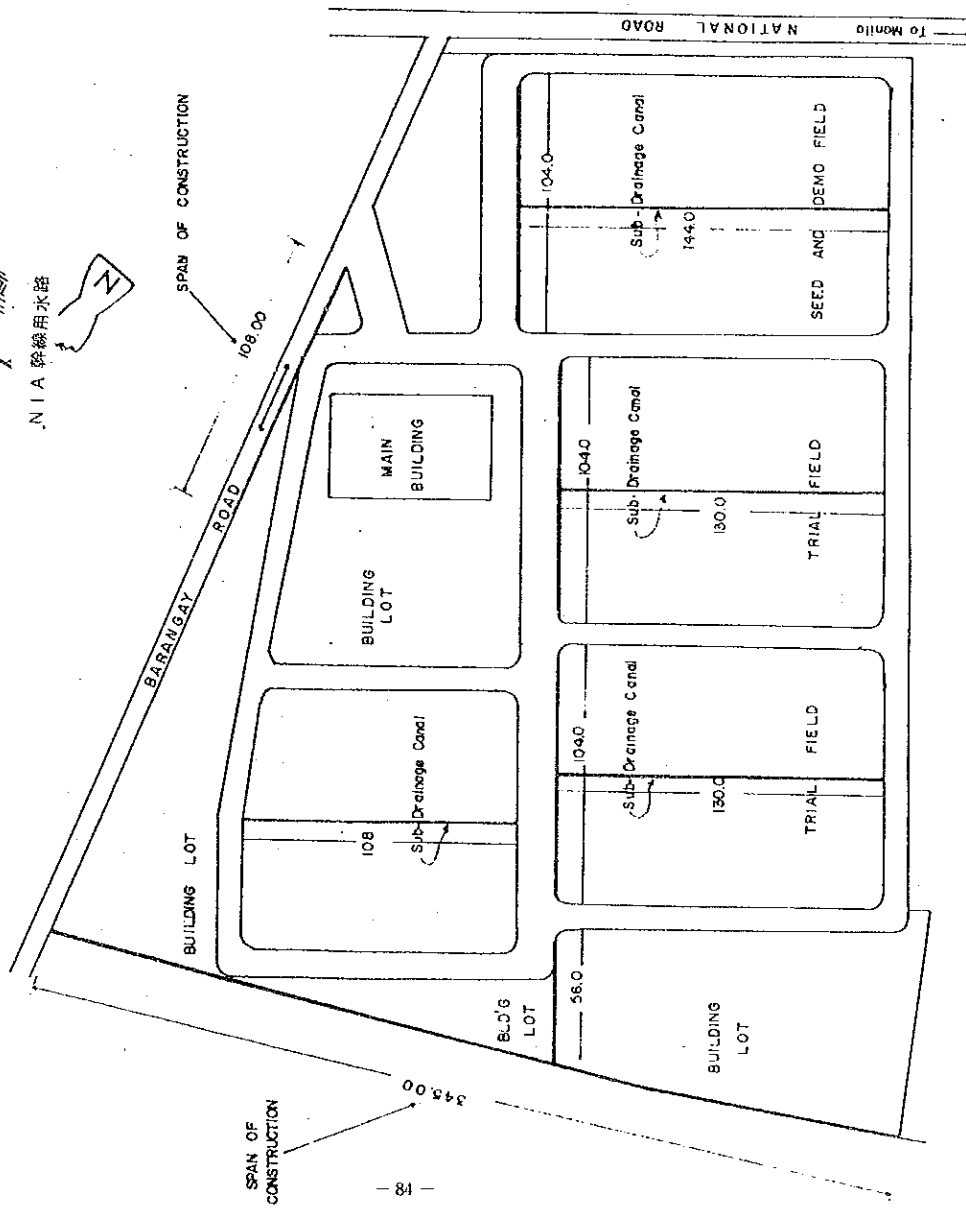 NIA 幹線用水路
N
SPAN OF CONSTRUCTION
108.00
BARANGAY ROAD
To Manila
NATIONAL ROAD
MAIN
BUILDING
BUILDING
LOT
BUILDING LOT
108
Sub-Drainage Canal
104.0
Sub-Drainage Canal
144.0
SEED AND DEMO FIELD
104.0
Sub-Drainage Canal
130.0
TRIAL FIELD
104.0
Sub-Drainage Canal
130.0
TRIAL FIELD
BLD'G
LOT
56.0
BUILDING
LOT
345.00
SPAN OF
CONSTRUCTION
— 84 —